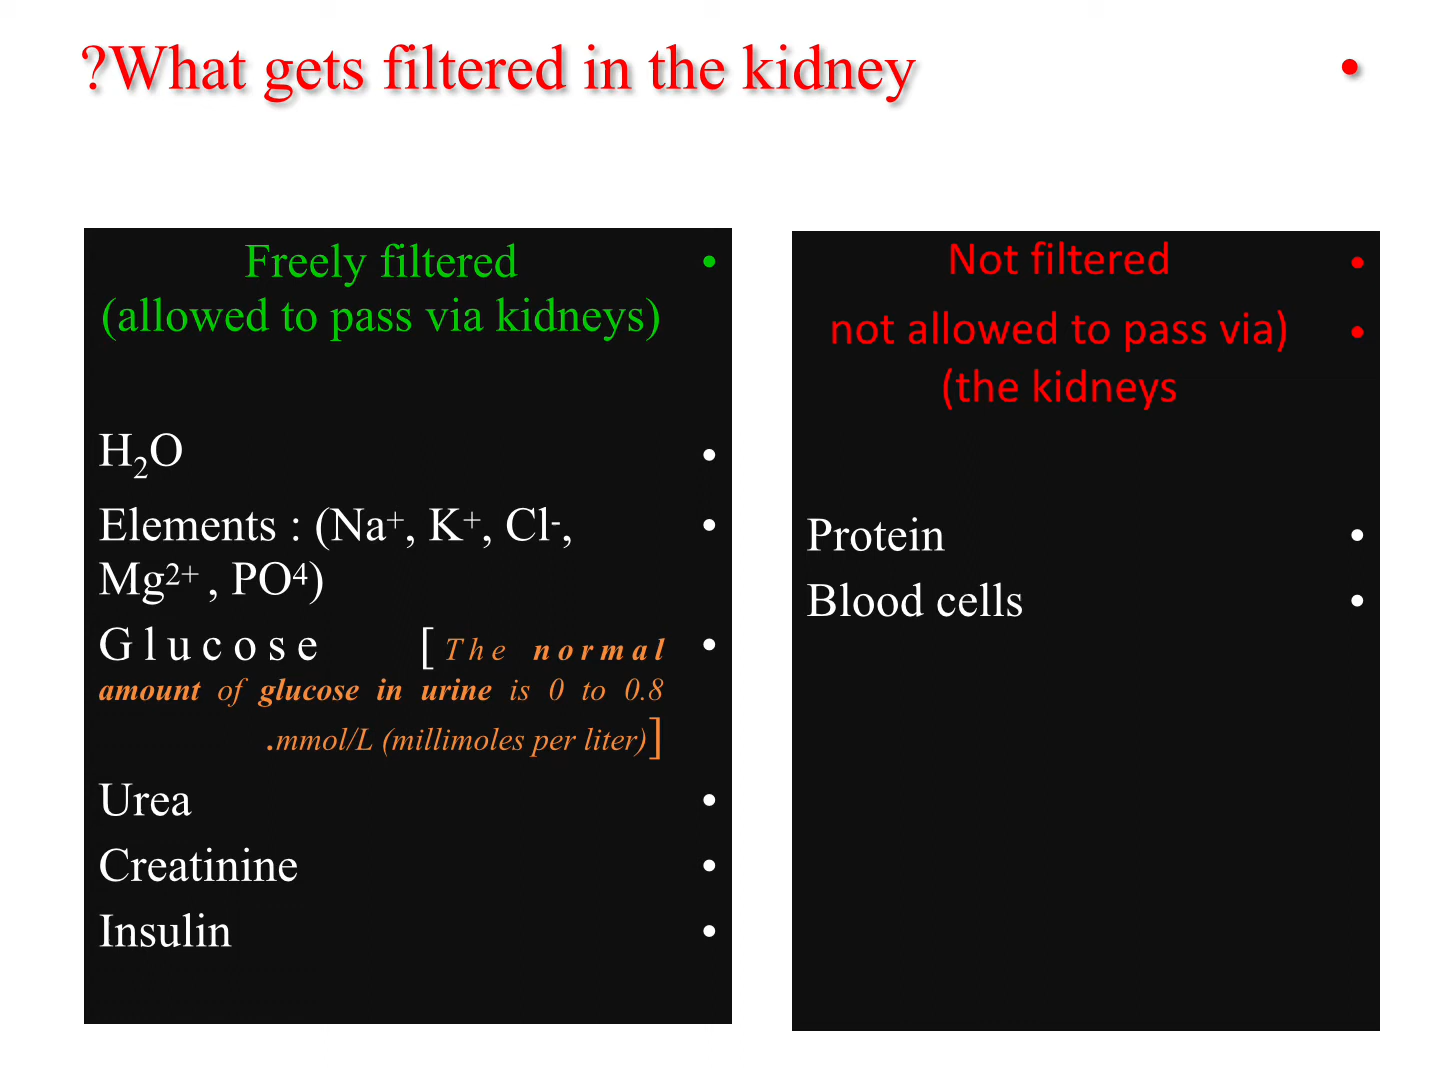 ?What gets filtered in the kidney •
Freely filtered •
(allowed to pass via kidneys)
H₂O •
Elements : (Na⁺, K⁺, Cl⁻, •
Mg²⁺ , PO⁴)
Glucose [The normal •
amount of glucose in urine is 0 to 0.8
.mmol/L (millimoles per liter)]
Urea •
Creatinine •
Insulin •
Not filtered •
not allowed to pass via) •
(the kidneys
Protein •
Blood cells •